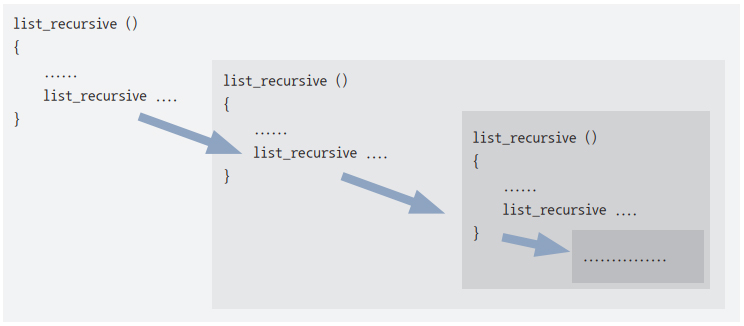 list_recursive ()
{
......
list_recursive ....
}
list_recursive ()
{
......
list_recursive ....
}
list_recursive ()
{
......
list_recursive ....
}
...............